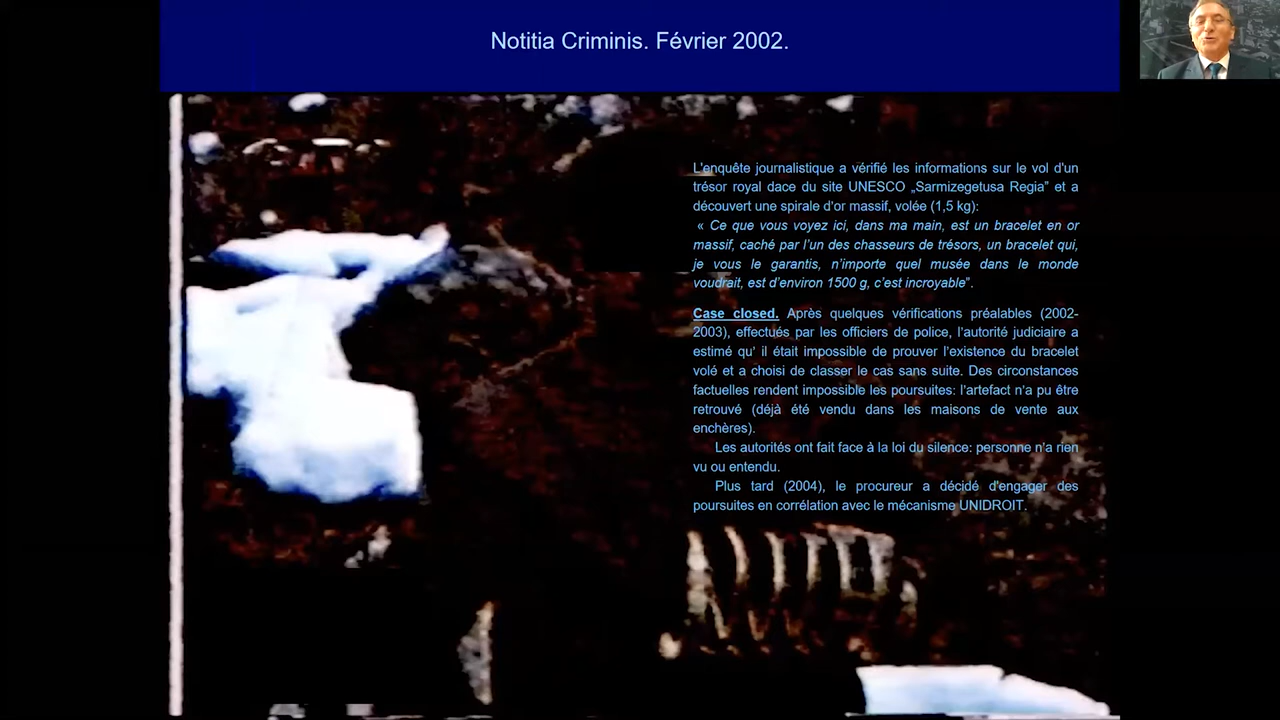 Notitia Criminis. Février 2002.
L'enquête journalistique a vérifié les informations sur le vol d'un
trésor royal dace du site UNESCO „Sarmizegetusa Regia” et a
découvert une spirale d'or massif, volée (1,5 kg):
« Ce que vous voyez ici, dans ma main, est un bracelet en or
massif, caché par l'un des chasseurs de trésors, un bracelet qui,
je vous le garantis, n'importe quel musée dans le monde
voudrait, est d'environ 1500 g, c'est incroyable”.
Case closed. Après quelques vérifications préalables (2002-
2003), effectués par les officiers de police, l'autorité judiciaire a
estimé qu' il était impossible de prouver l'existence du bracelet
volé et a choisi de classer le cas sans suite. Des circonstances
factuelles rendent impossible les poursuites: l'artefact n'a pu être
retrouvé (déjà été vendu dans les maisons de vente aux
enchères).
Les autorités ont fait face à la loi du silence: personne n'a rien
vu ou entendu.
Plus tard (2004), le procureur a décidé d'engager des
poursuites en corrélation avec le mécanisme UNIDROIT.